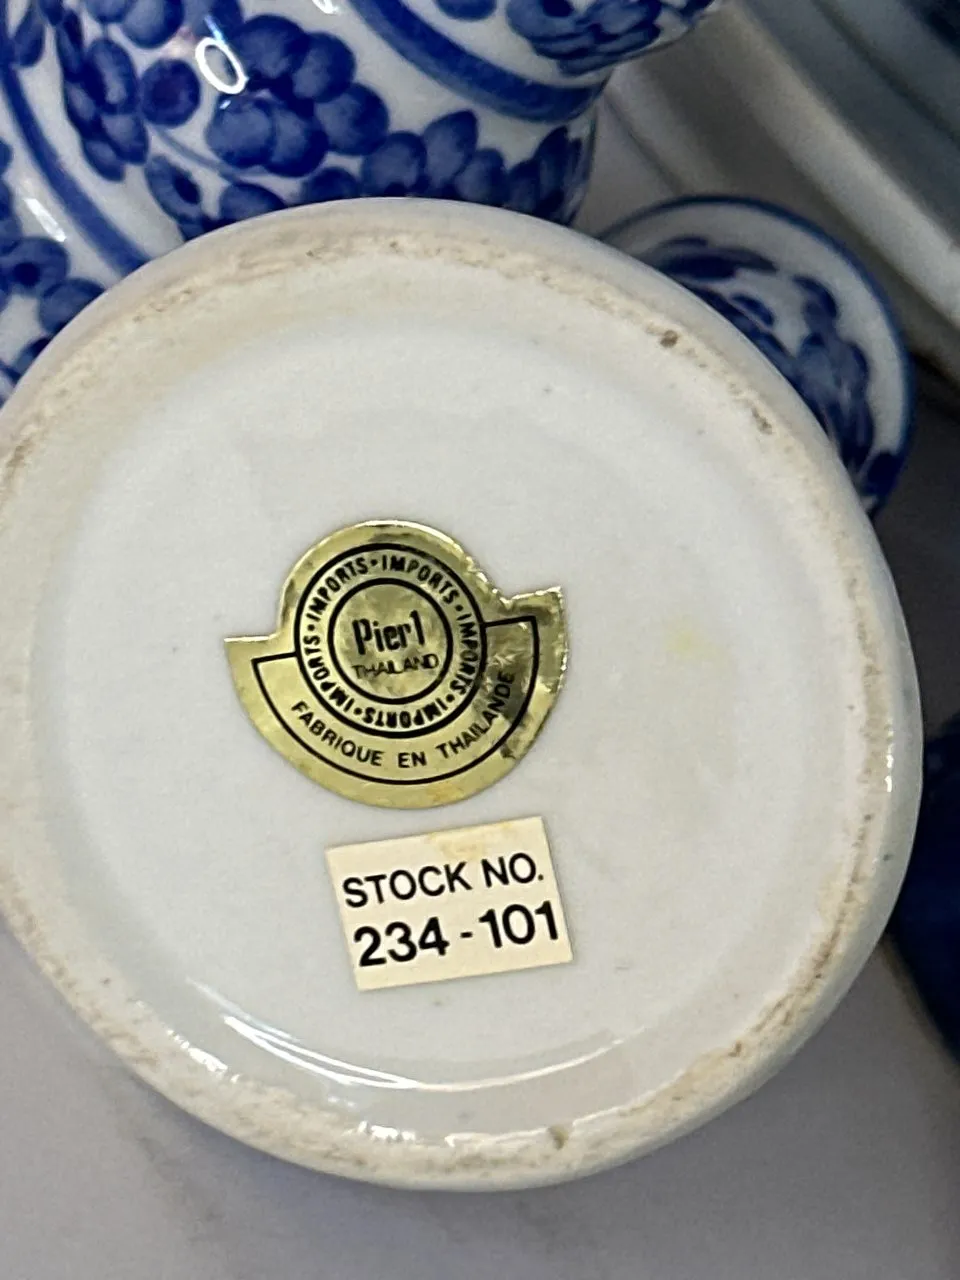 IMPORTS • IMPORTS • IMPORTS • IMPORTS • IMPORTS • IMPORTS •
Pier1
THAILAND
FABRIQUE EN THAILANDE
STOCK NO.
234-101